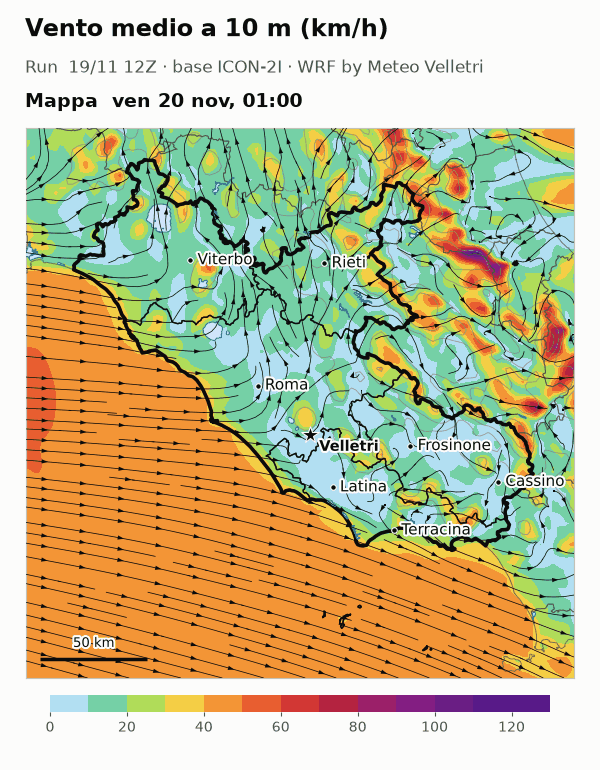 Vento medio a 10 m (km/h)
Run 19/11 12Z · base ICON-2I · WRF by Meteo Velletri
Mappa ven 20 nov, 01:00
Viterbo
Rieti
Roma
Velletri
Frosinone
Cassino
Latina
Terracina
50 km
0 20 40 60 80 100 120